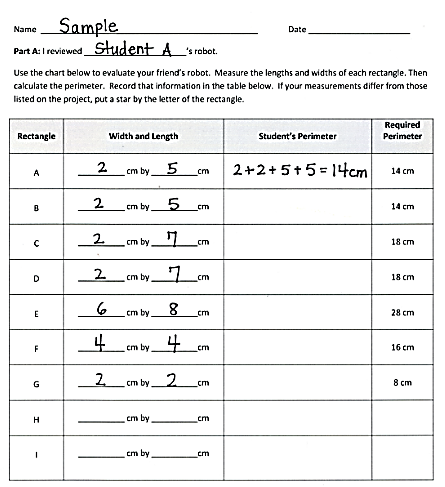 Name Sample Date
Part A: I reviewed Student A 's robot.
Use the chart below to evaluate your friend's robot. Measure the lengths and widths of each rectangle. Then
calculate the perimeter. Record that information in the table below. If your measurements differ from those
listed on the project, put a star by the letter of the rectangle.
Rectangle Width and Length Student's Perimeter Required Perimeter
A 2 cm by 5 cm 2+2+5+5=14cm 14 cm
B 2 cm by 5 cm 14 cm
C 2 cm by 7 cm 18 cm
D 2 cm by 7 cm 18 cm
E 6 cm by 8 cm 28 cm
F 4 cm by 4 cm 16 cm
G 2 cm by 2 cm 8 cm
H cm by cm
I cm by cm